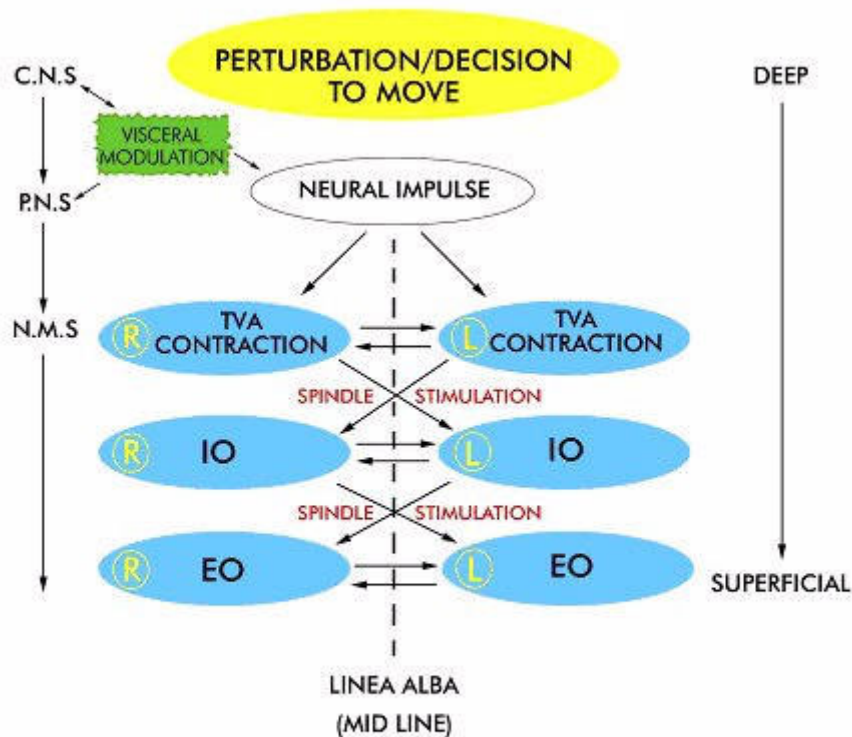 PERTURBATION/DECISION
TO MOVE
C.N.S
DEEP
VISCERAL
MODULATION
P.N.S
NEURAL IMPULSE
N.M.S
R TVA
CONTRACTION
L TVA
CONTRACTION
SPINDLE STIMULATION
R IO
L IO
SPINDLE STIMULATION
R EO
L EO
SUPERFICIAL
LINEA ALBA
(MID LINE)